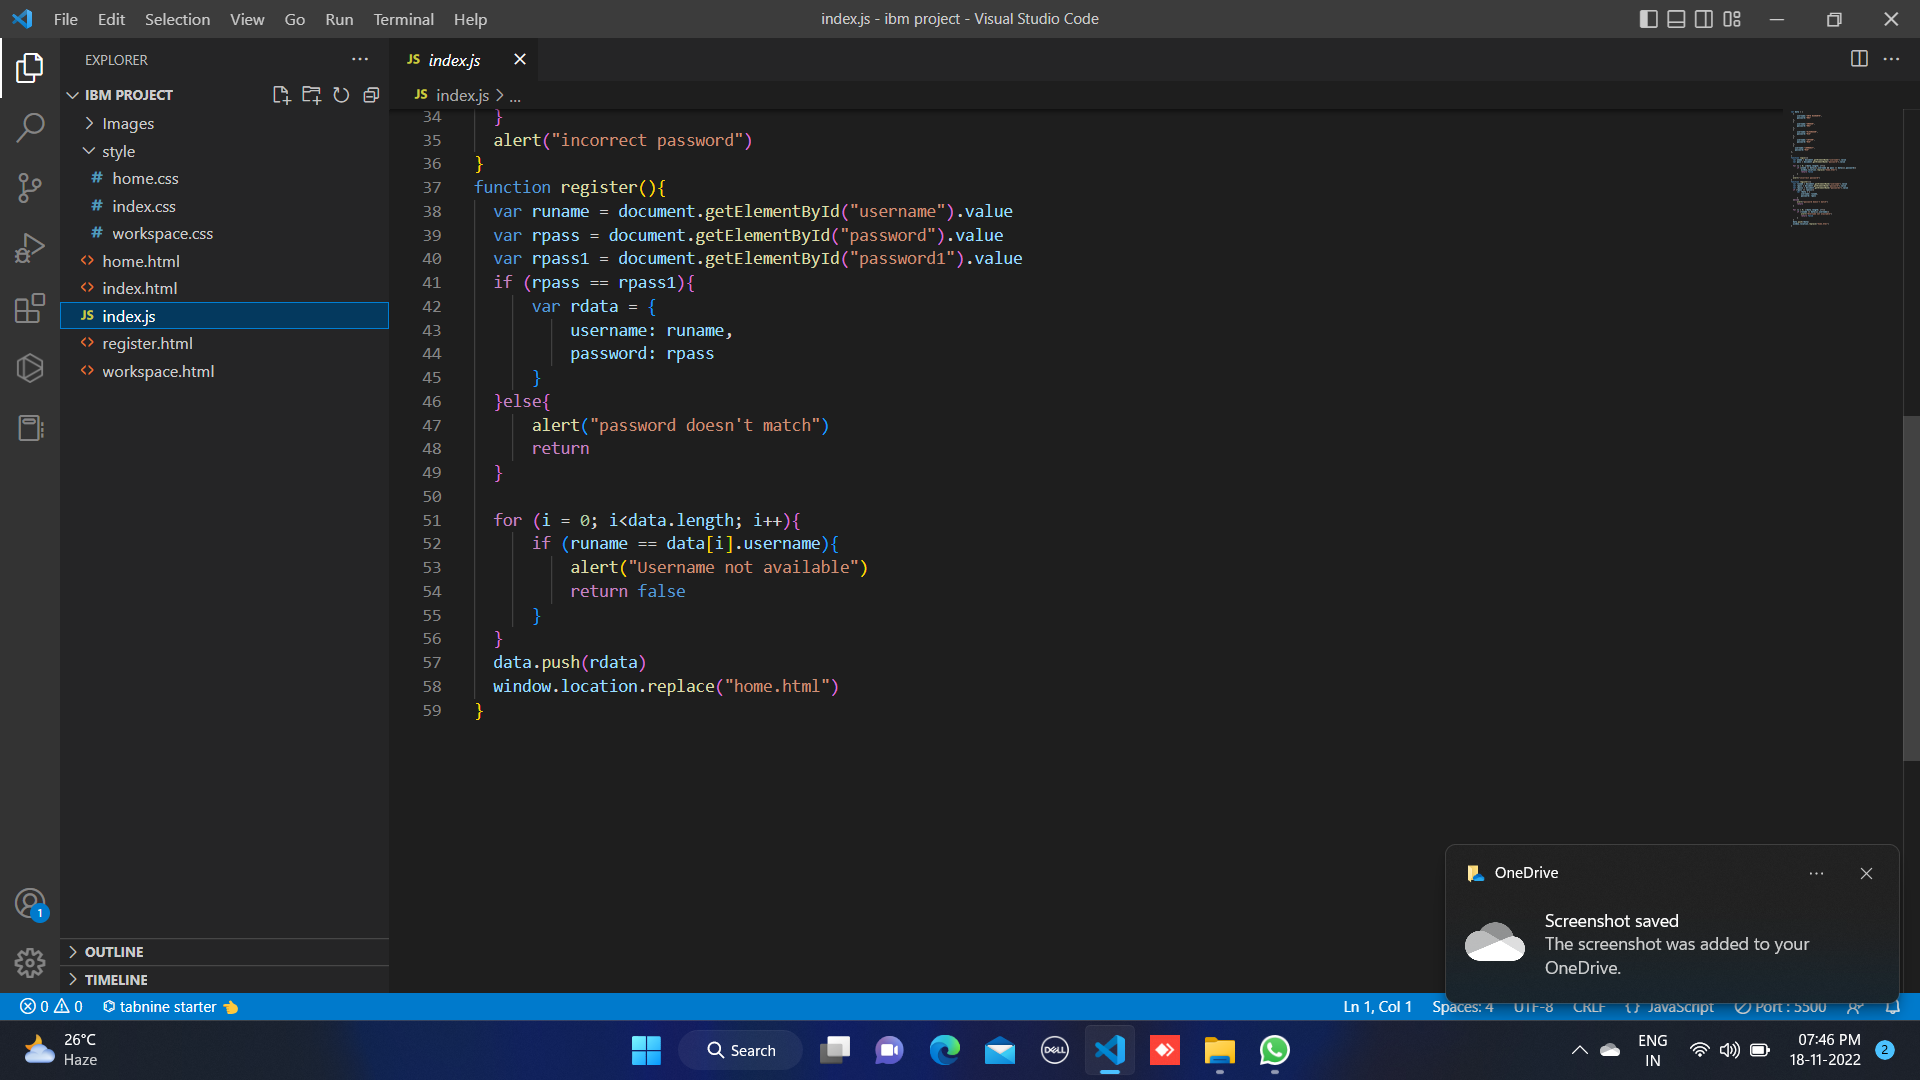 File Edit Selection View Go Run Terminal Help
index.js - ibm project - Visual Studio Code
EXPLORER
IBM PROJECT
Images
style
# home.css
# index.css
# workspace.css
<> home.html
<> index.html
JS index.js
<> register.html
<> workspace.html
OUTLINE
TIMELINE
1
JS index.js
JS index.js > ...
34 }
35 alert("incorrect password")
36 }
37 function register(){
38 var runame = document.getElementById("username").value
39 var rpass = document.getElementById("password").value
40 var rpass1 = document.getElementById("password1").value
41 if (rpass == rpass1){
42 var rdata = {
43 username: runame,
44 password: rpass
45 }
46 }else{
47 alert("password doesn't match")
48 return
49 }
50
51 for (i = 0; i<data.length; i++){
52 if (runame == data[i].username){
53 alert("Username not available")
54 return false
55 }
56 }
57 data.push(rdata)
58 window.location.replace("home.html")
59 }
OneDrive
Screenshot saved
The screenshot was added to your
OneDrive.
0 0 tabnine starter
Ln 1, Col 1 Spaces: 4 UTF-8 CRLF {} JavaScript Port : 5500
26°C
Haze
Search
DELL
ENG
IN
07:46 PM
18-11-2022
2